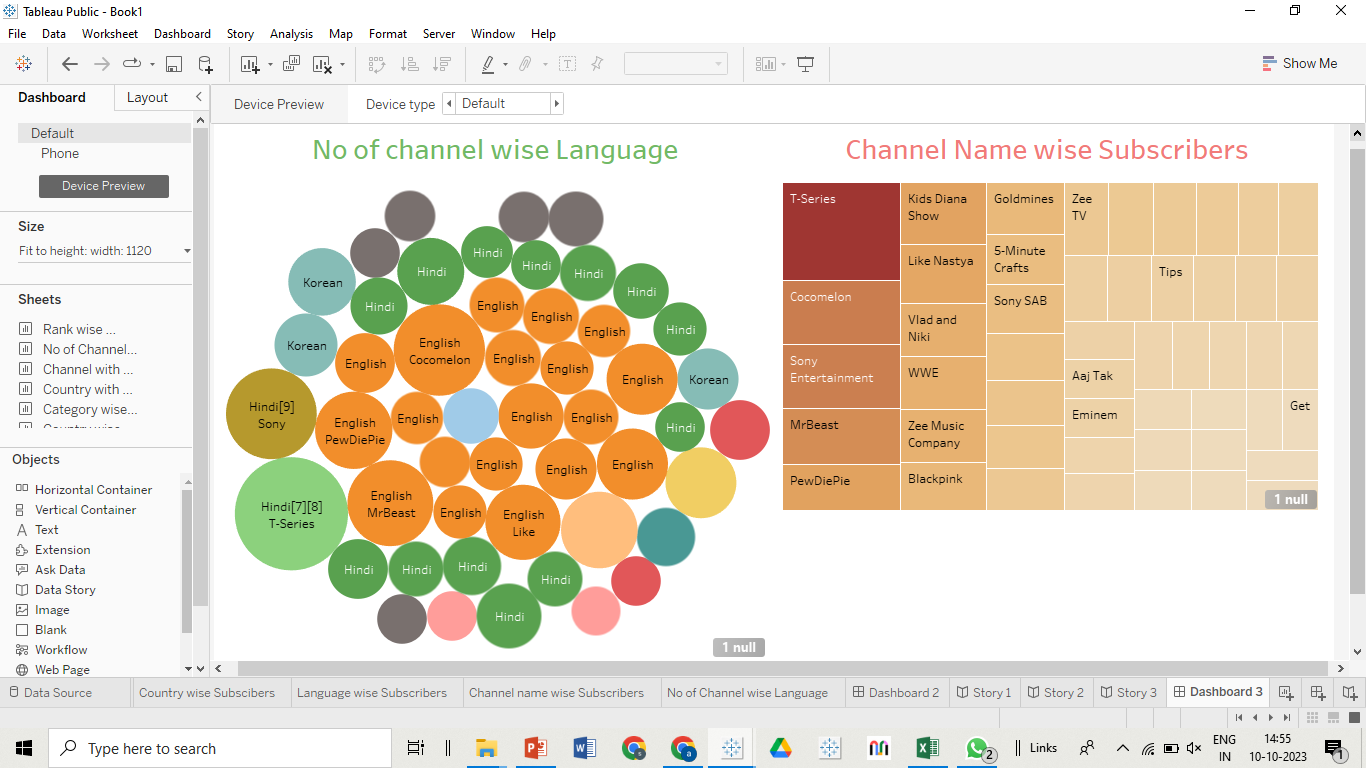 Tableau Public - Book1
File Data Worksheet Dashboard Story Analysis Map Format Server Window Help
Show Me
Dashboard Layout
Device Preview Device type Default
Default
Phone
Device Preview
Size
Fit to height: width: 1120
Sheets
Rank wise ...
No of Channel...
Channel with ...
Country with ...
Category wise...
Objects
Horizontal Container
Vertical Container
Text
Extension
Ask Data
Data Story
Image
Blank
Workflow
Web Page
No of channel wise Language
Hindi
Hindi
Hindi
Hindi
Korean
Hindi
Hindi
English
English
Hindi
English
Korean
English
Cocomelon
English
English
English
English
Korean
Hindi[9]
Sony
English
PewDiePie
English
English
English
Hindi
English
English
English
Hindi[7][8]
T-Series
English
MrBeast
English
English
Like
Hindi
Hindi
Hindi
Hindi
Hindi
1 null
Channel Name wise Subscribers
T-Series
Cocomelon
Sony
Entertainment
MrBeast
PewDiePie
Kids Diana
Show
Like Nastya
Vlad and
Niki
WWE
Zee Music
Company
Blackpink
Goldmines
5-Minute
Crafts
Sony SAB
Zee
TV
Tips
Aaj Tak
Eminem
Get
1 null
Data Source Country wise Subscibers Language wise Subscribers Channel name wise Subscribers No of Channel wise Language Dashboard 2 Story 1 Story 2 Story 3 Dashboard 3
Type here to search
Links
2
ENG
IN
14:55
10-10-2023
1